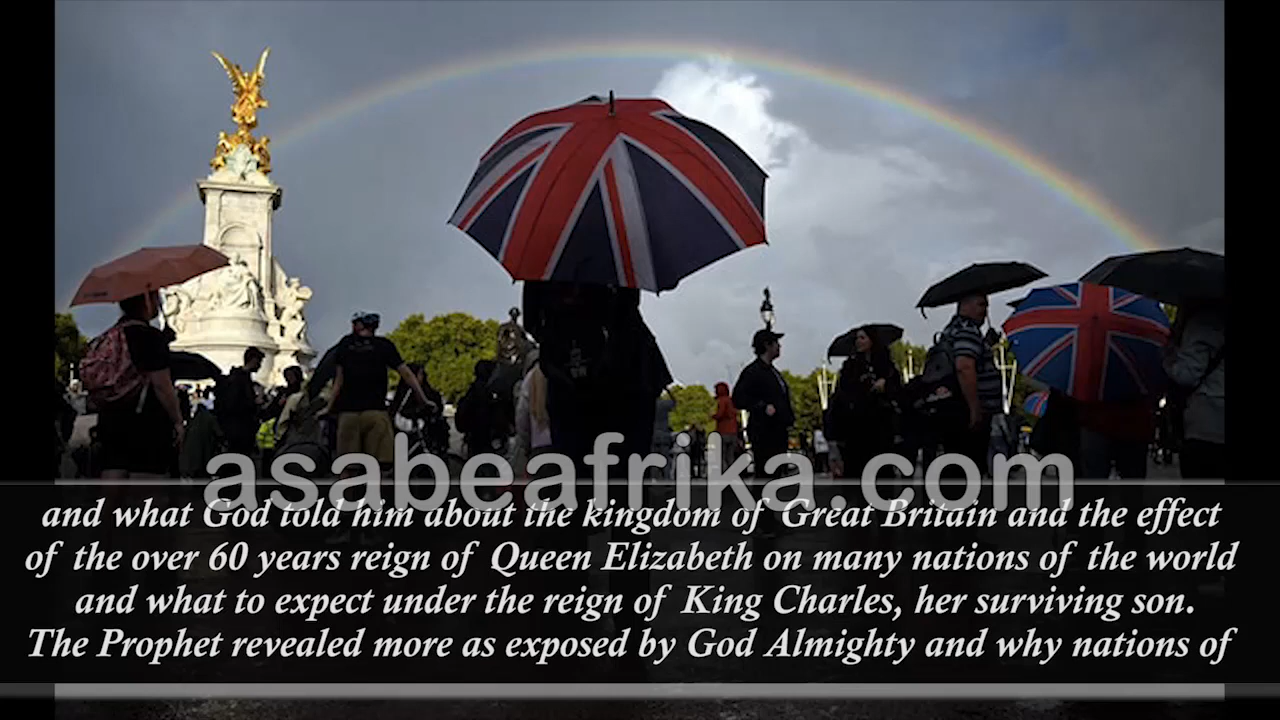 asabeafrika.com
and what God told him about the kingdom of Great Britain and the effect
of the over 60 years reign of Queen Elizabeth on many nations of the world
and what to expect under the reign of King Charles, her surviving son.
The Prophet revealed more as exposed by God Almighty and why nations of